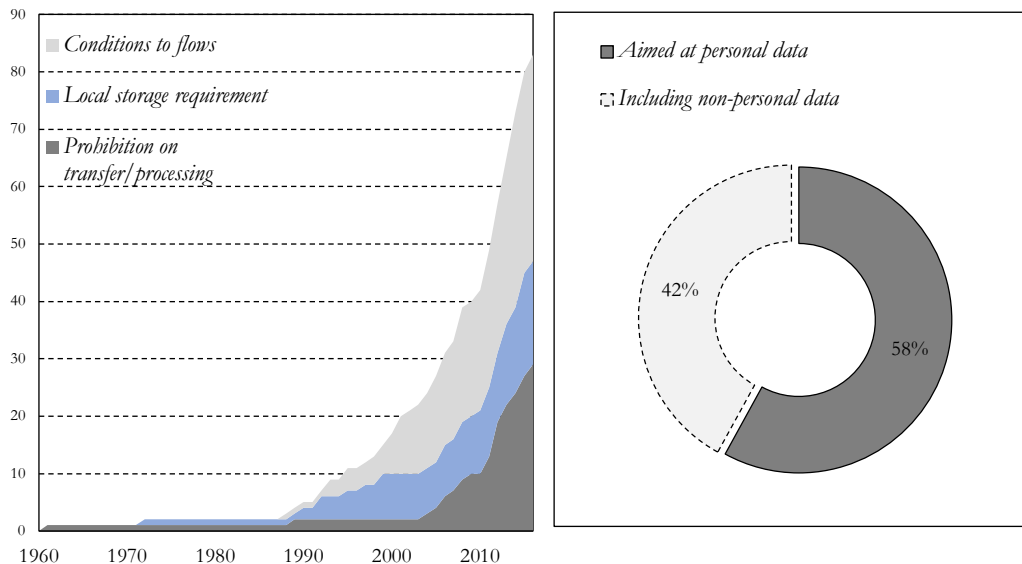 90
80
70
60
50
40
30
20
10
0
Conditions to flows
Local storage requirement
Prohibition on
transfer/processing
1960 1970 1980 1990 2000 2010
Aimed at personal data
Including non-personal data
42%
58%